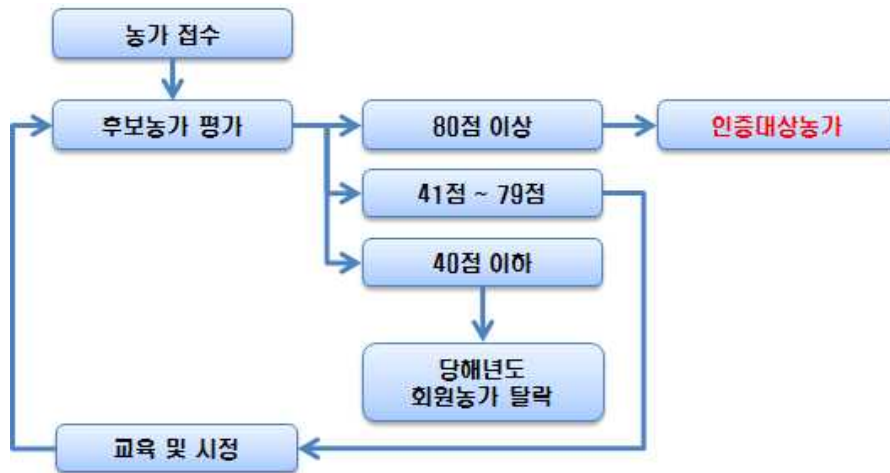 농가 접수
후보농가 평가
80점 이상
인증대상농가
41점 ~ 79점
40점 이하
당해년도
회원농가 탈락
교육 및 시정